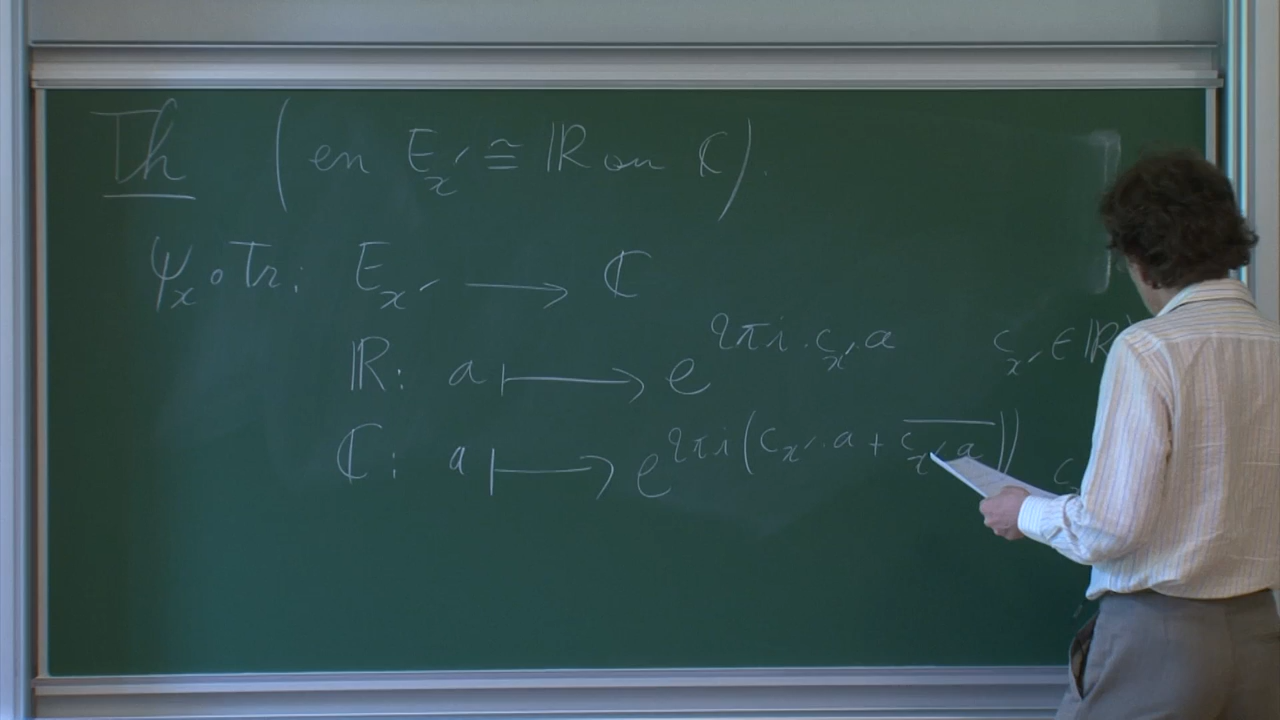 Th (en E_x′ ≅ ℝ ou ℂ).
ψ_x ∘ Tr : E_x′ ⟶ ℂ
ℝ : a ⟼ e^{2πi·c_x′·a} c_x′ ∈ ℝ
ℂ : a ⟼ e^{2πi(c_x′·a + \overline{c_x′·a})}